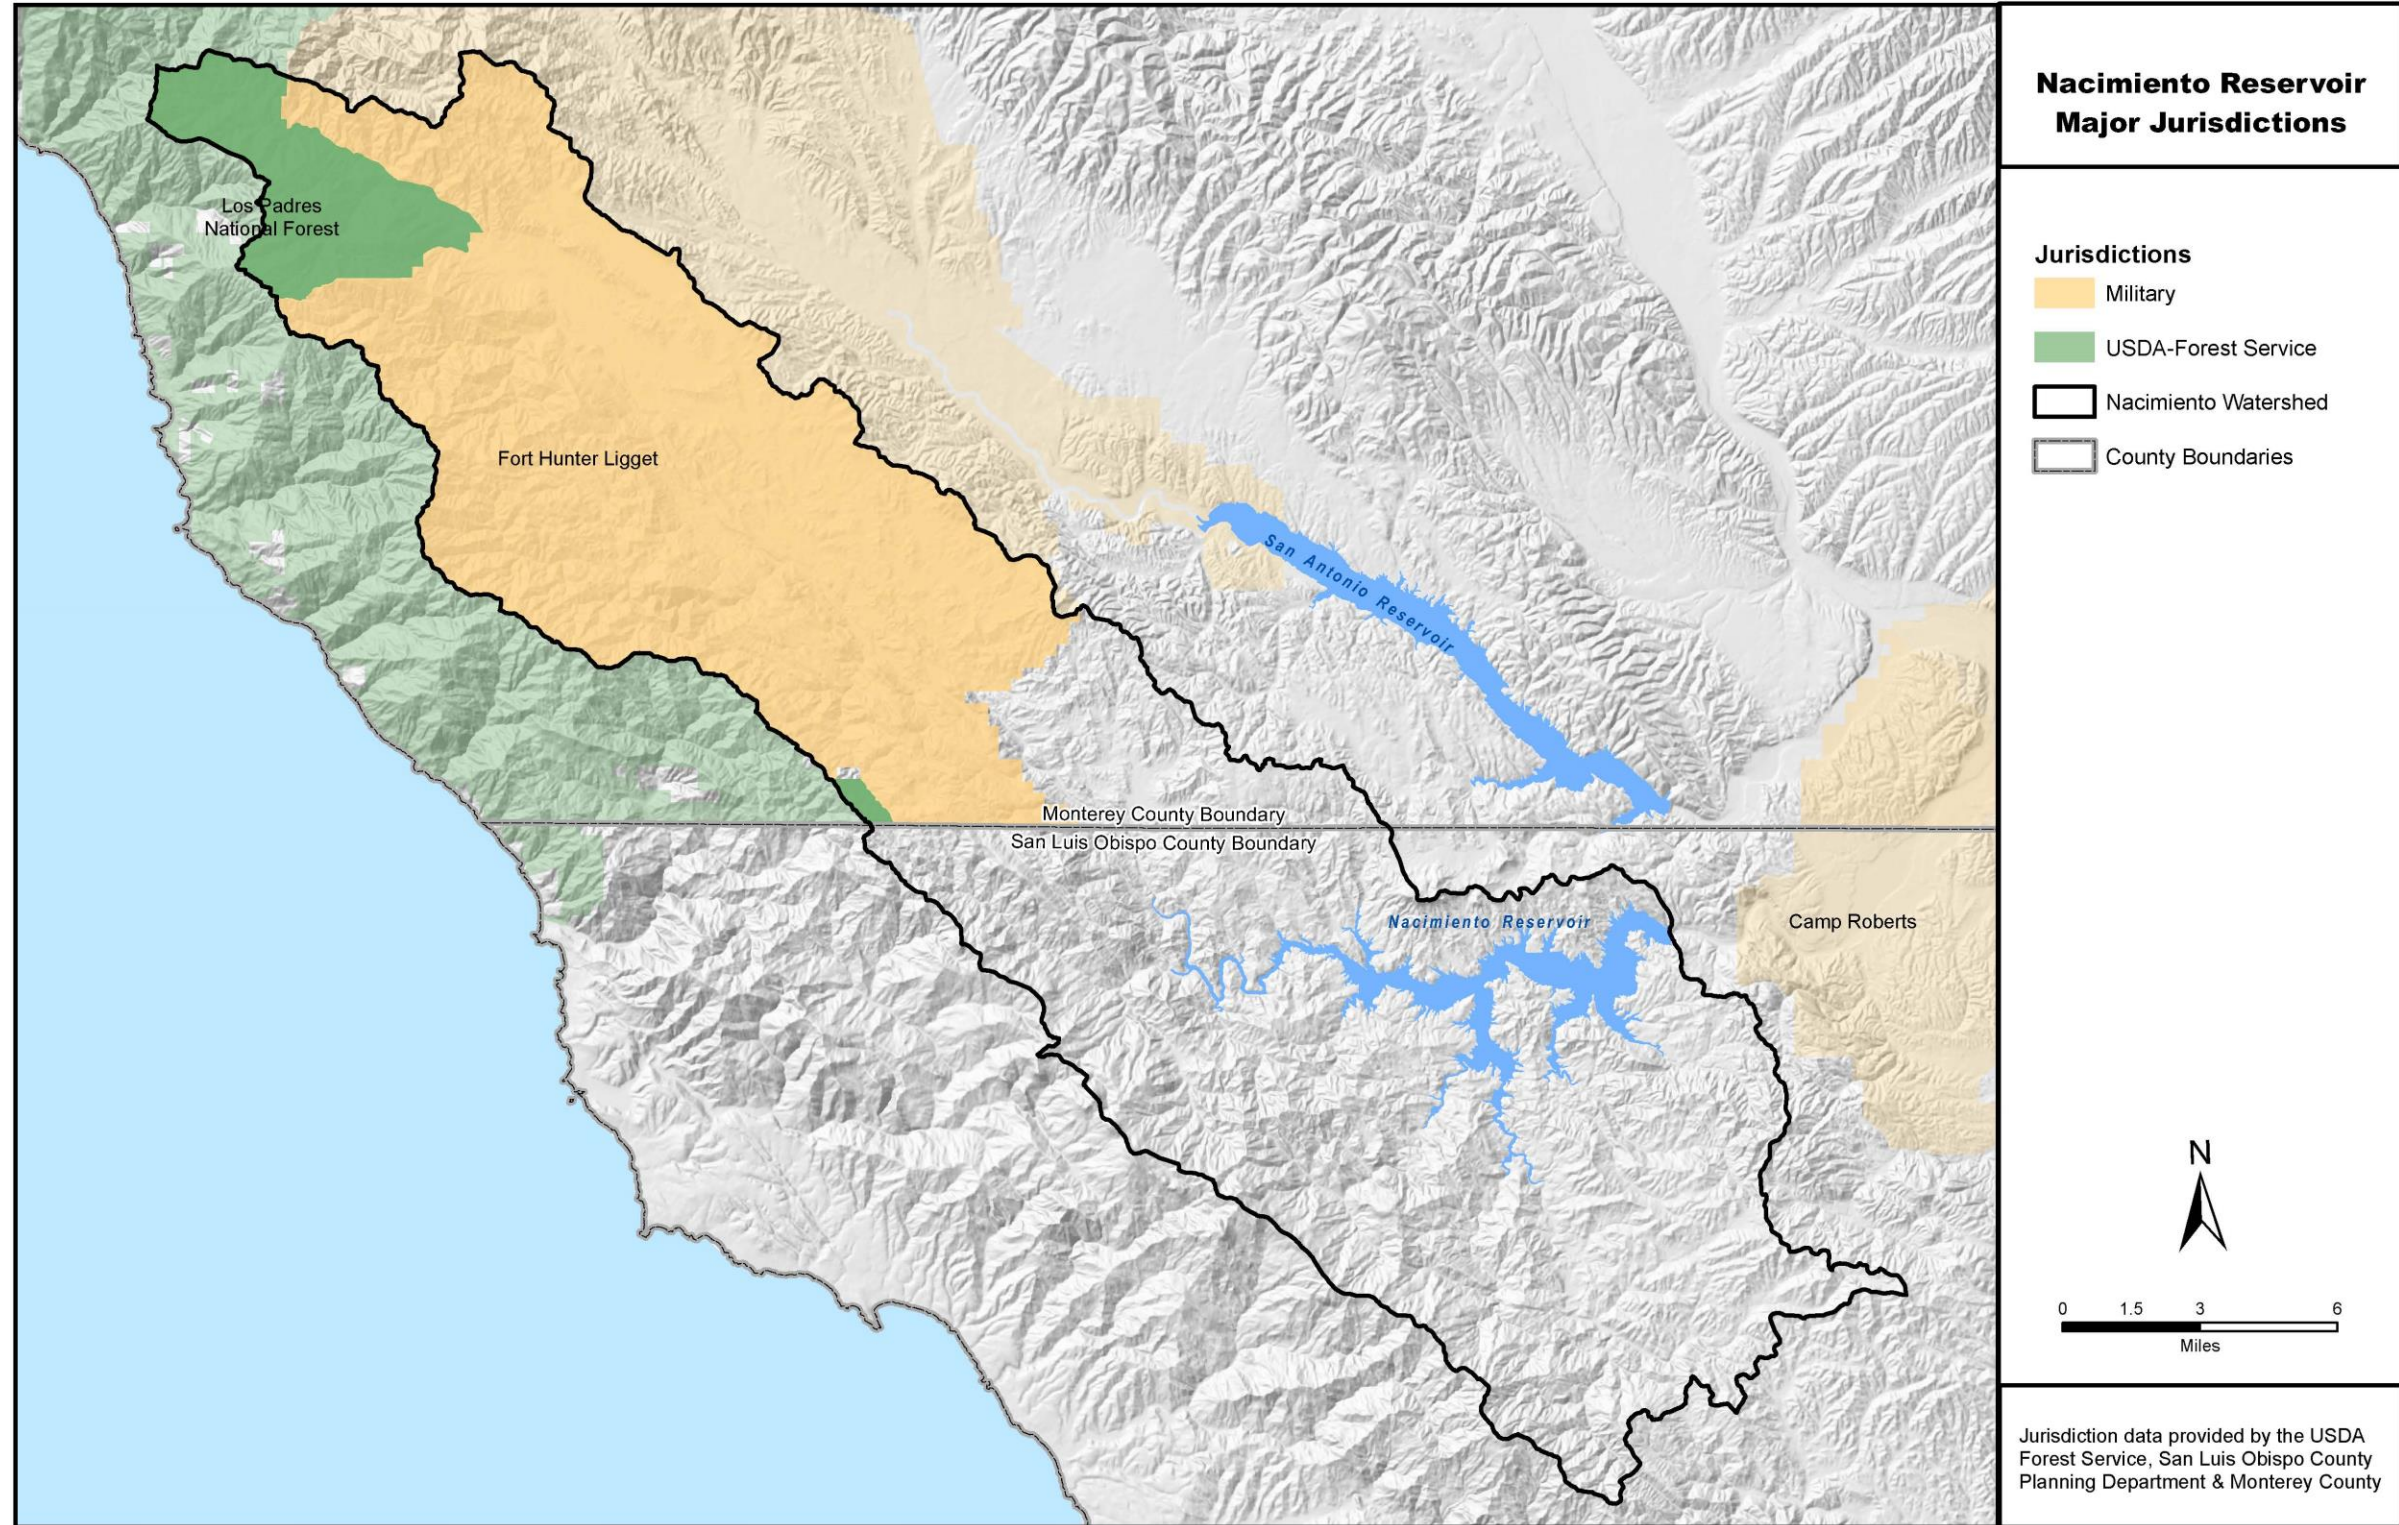 Nacimiento Reservoir
Major Jurisdictions
Jurisdictions
Military
USDA-Forest Service
Nacimiento Watershed
County Boundaries
Los Padres
National Forest
Fort Hunter Ligget
San Antonio Reservoir
Monterey County Boundary
San Luis Obispo County Boundary
Nacimiento Reservoir
Camp Roberts
N
0 1.5 3 6
Miles
Jurisdiction data provided by the USDA
Forest Service, San Luis Obispo County
Planning Department & Monterey County